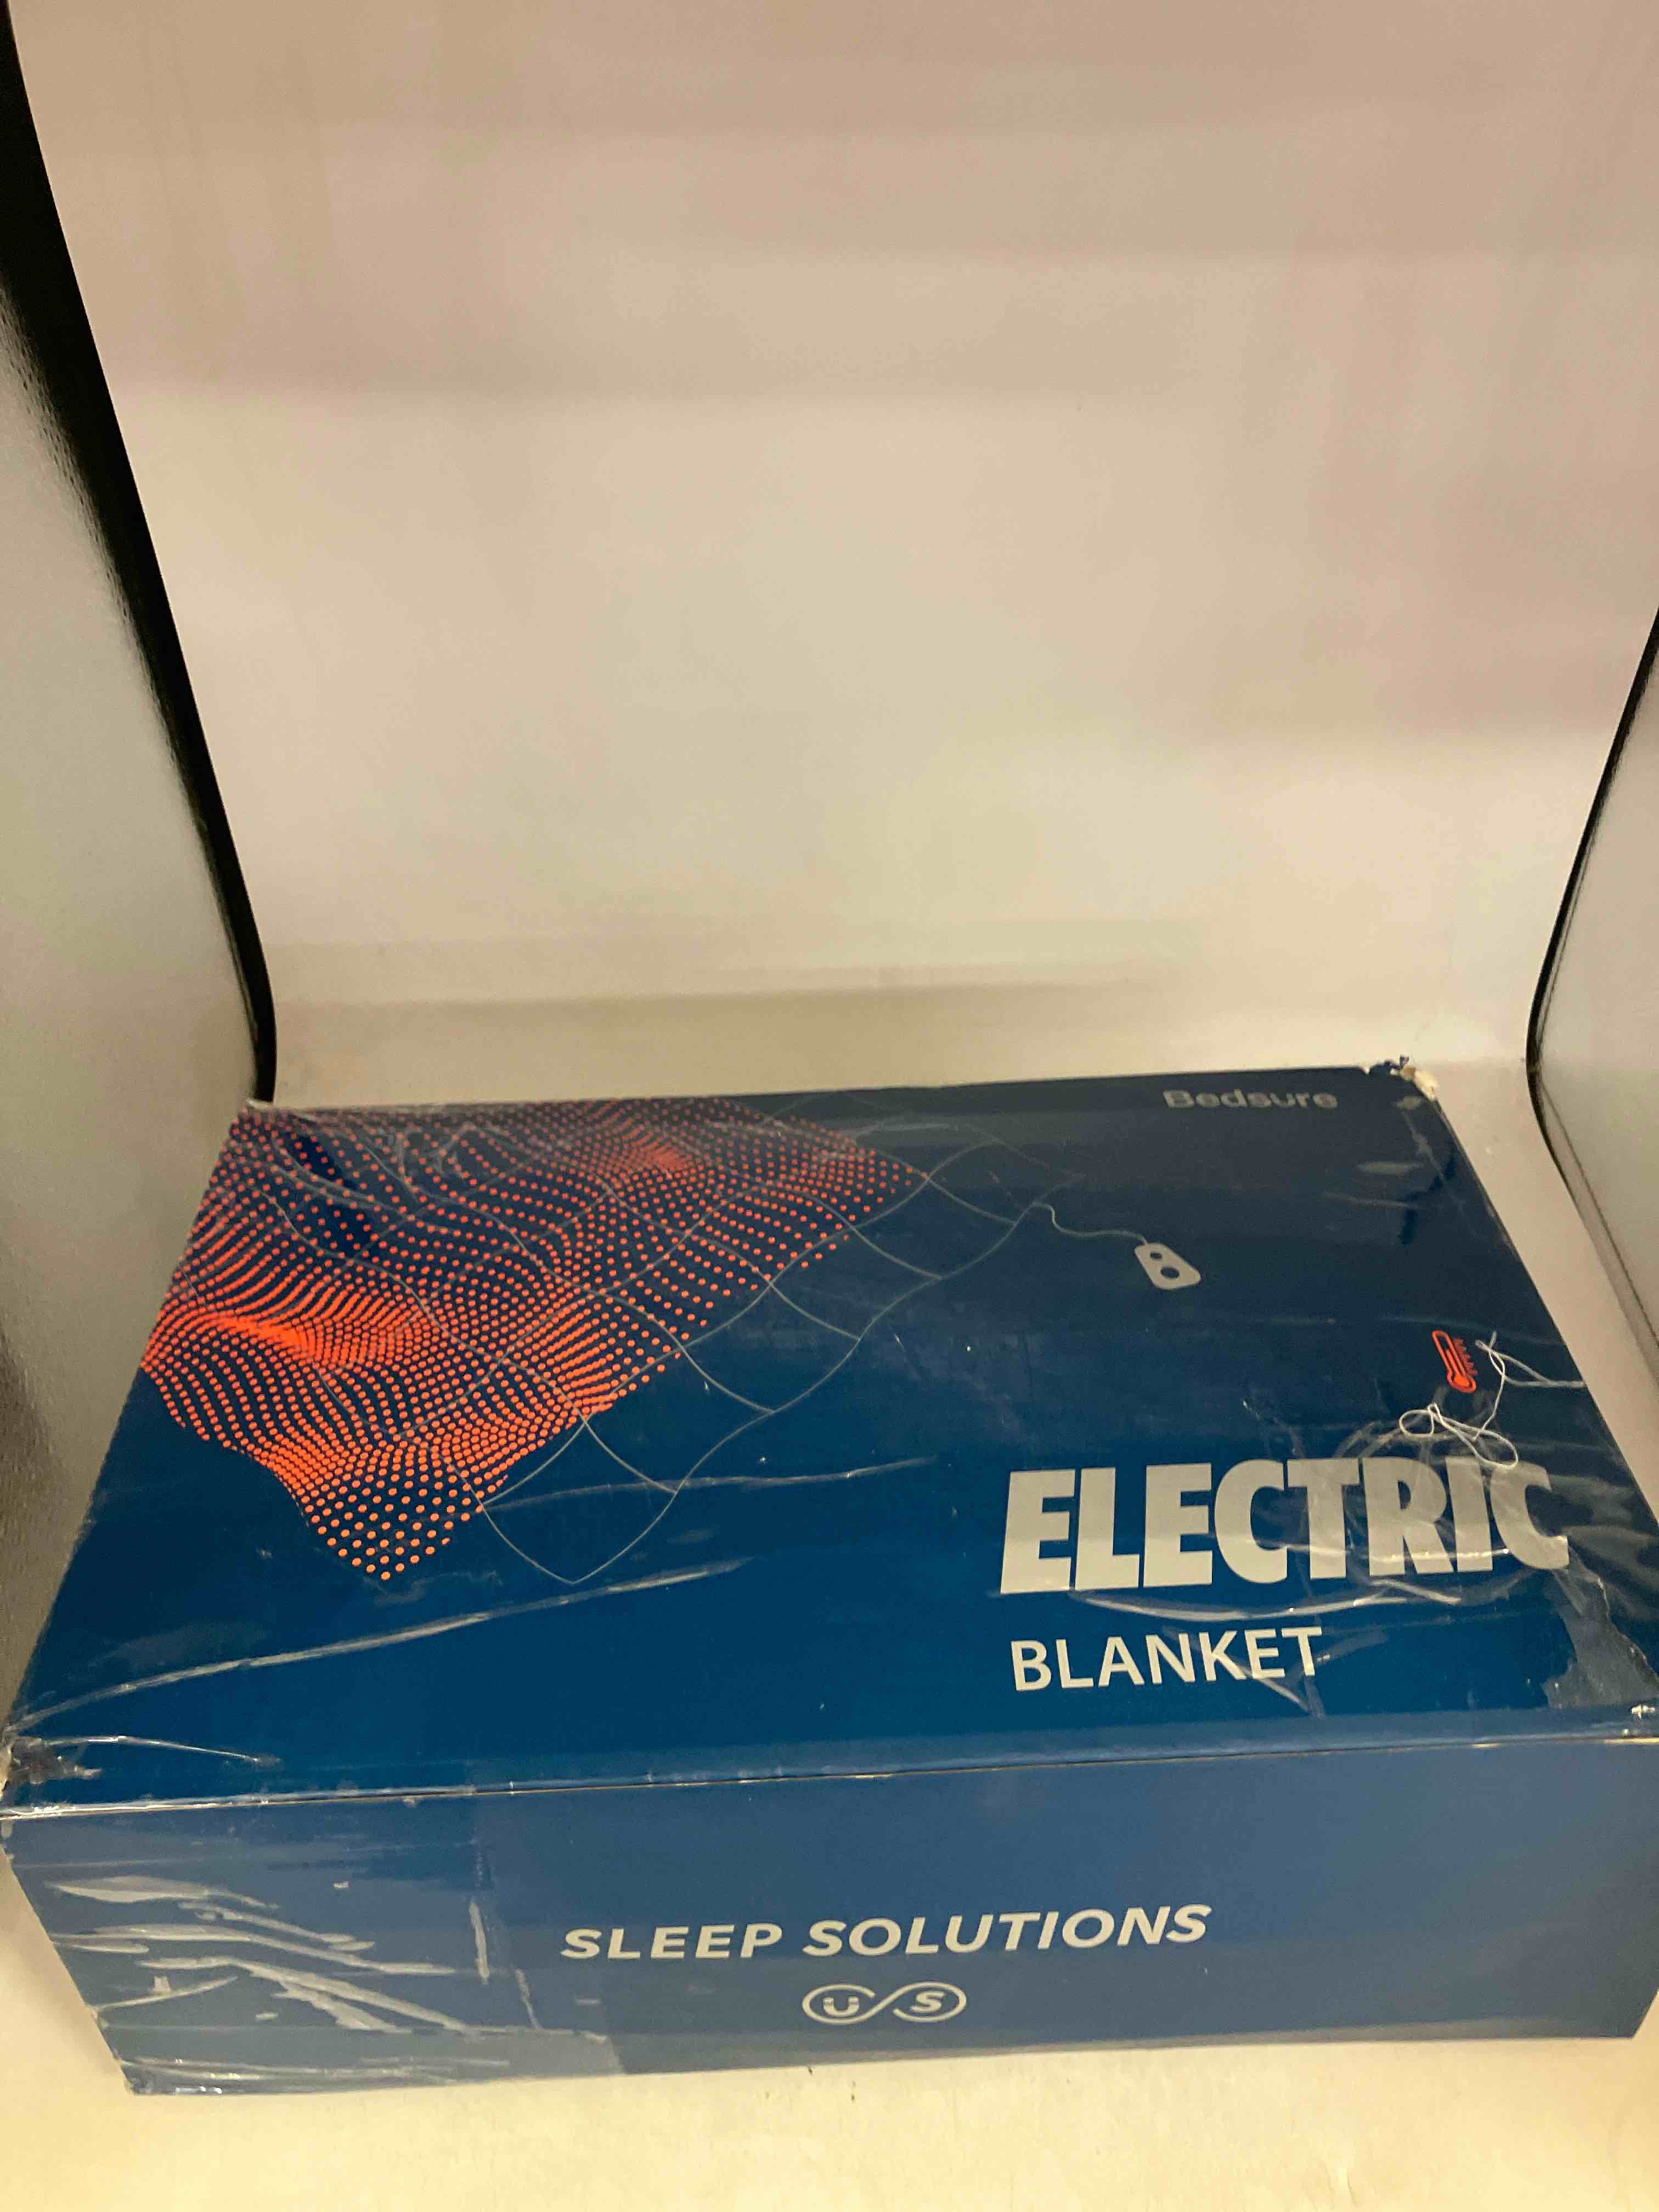 Bedsure
ELECTRIC
BLANKET
SLEEP SOLUTIONS
U S